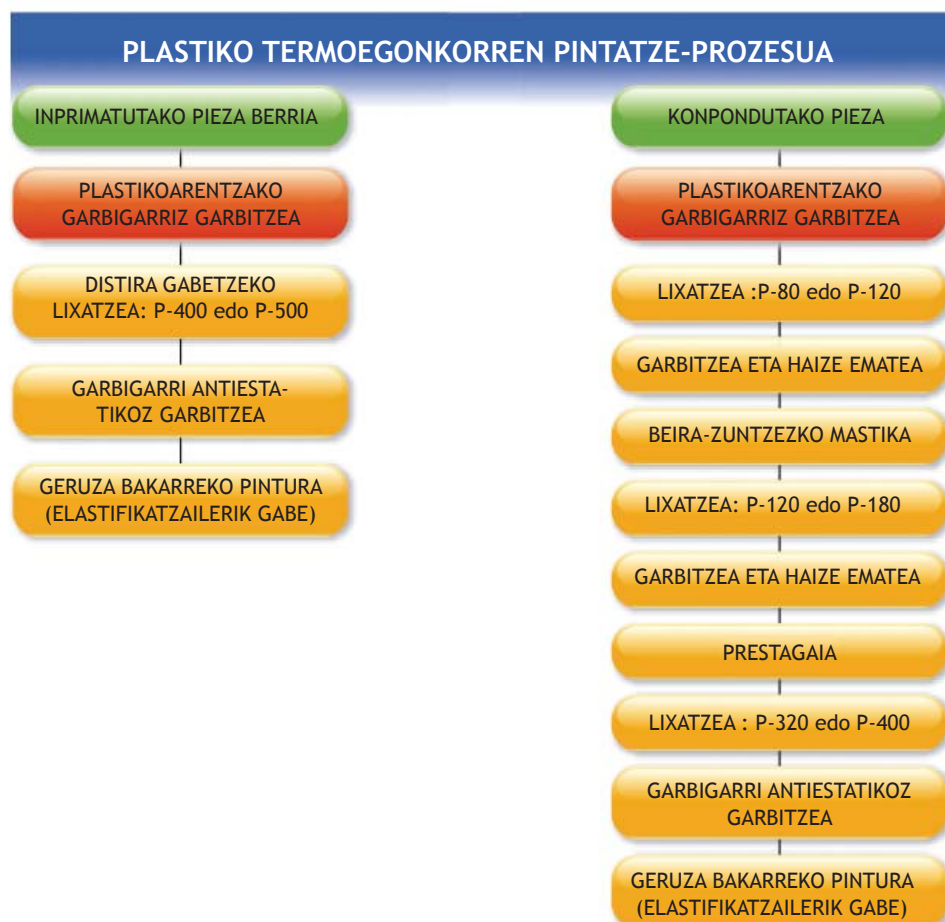 PLASTIKO TERMOEGONKORREN PINTATZE-PROZESUA
INPRIMATUTAKO PIEZA BERRIA
PLASTIKOARENTZAKO
GARBIGARRIZ GARBITZEA
DISTIRA GABETZEKO
LIXATZEA: P-400 edo P-500
GARBIGARRI ANTIESTA-
TIKOZ GARBITZEA
GERUZA BAKARREKO PINTURA
(ELASTIFIKATZAILERIK GABE)
KONPONDUTAKO PIEZA
PLASTIKOARENTZAKO
GARBIGARRIZ GARBITZEA
LIXATZEA :P-80 edo P-120
GARBITZEA ETA HAIZE EMATEA
BEIRA-ZUNTZEZKO MASTIKA
LIXATZEA: P-120 edo P-180
GARBITZEA ETA HAIZE EMATEA
PRESTAGAIA
LIXATZEA : P-320 edo P-400
GARBIGARRI ANTIESTATIKOZ
GARBITZEA
GERUZA BAKARREKO PINTURA
(ELASTIFIKATZAILERIK GABE)